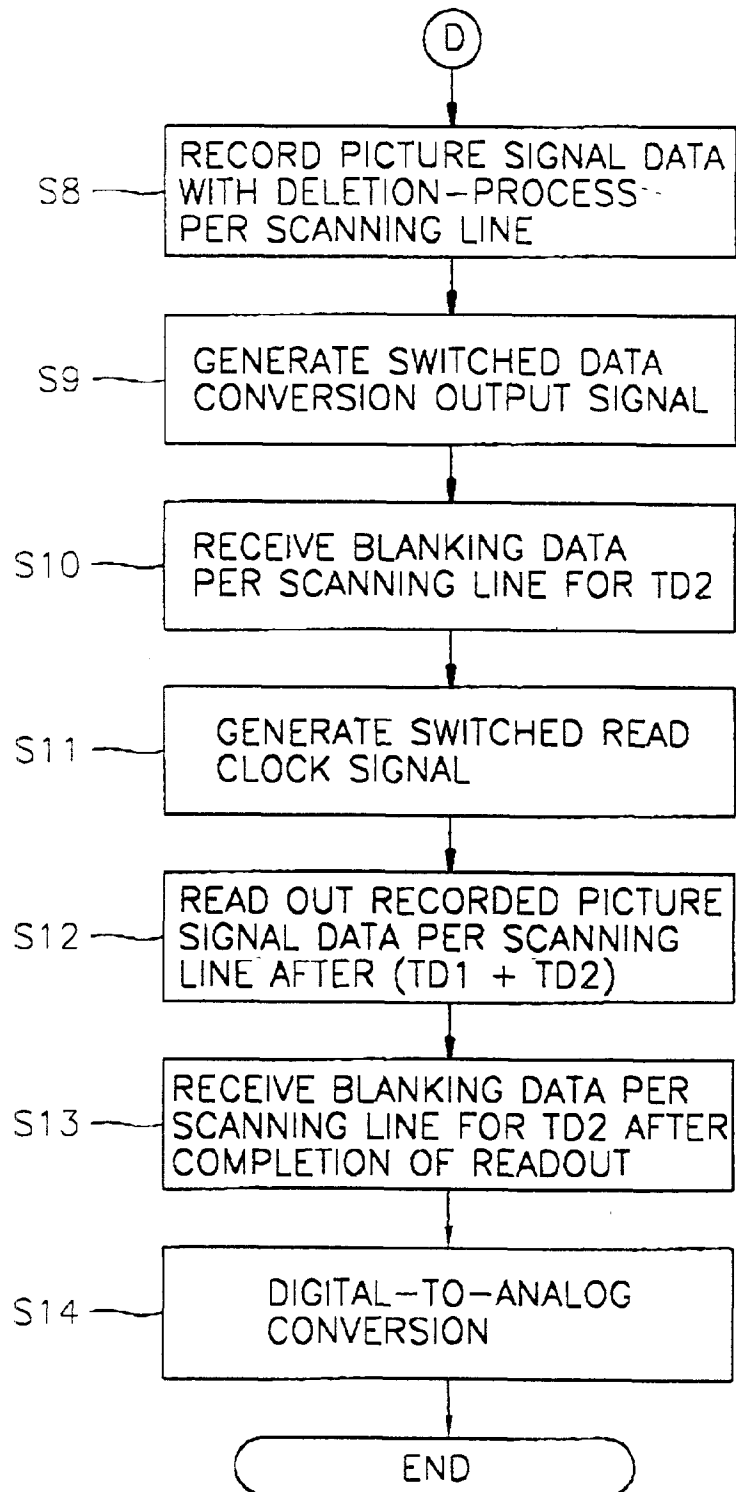 D
S8
RECORD PICTURE SIGNAL DATA
WITH DELETION-PROCESS
PER SCANNING LINE
S9
GENERATE SWITCHED DATA
CONVERSION OUTPUT SIGNAL
S10
RECEIVE BLANKING DATA
PER SCANNING LINE FOR TD2
S11
GENERATE SWITCHED READ
CLOCK SIGNAL
S12
READ OUT RECORDED PICTURE
SIGNAL DATA PER SCANNING
LINE AFTER (TD1 + TD2)
S13
RECEIVE BLANKING DATA PER
SCANNING LINE FOR TD2 AFTER
COMPLETION OF READOUT
S14
DIGITAL-TO-ANALOG
CONVERSION
END